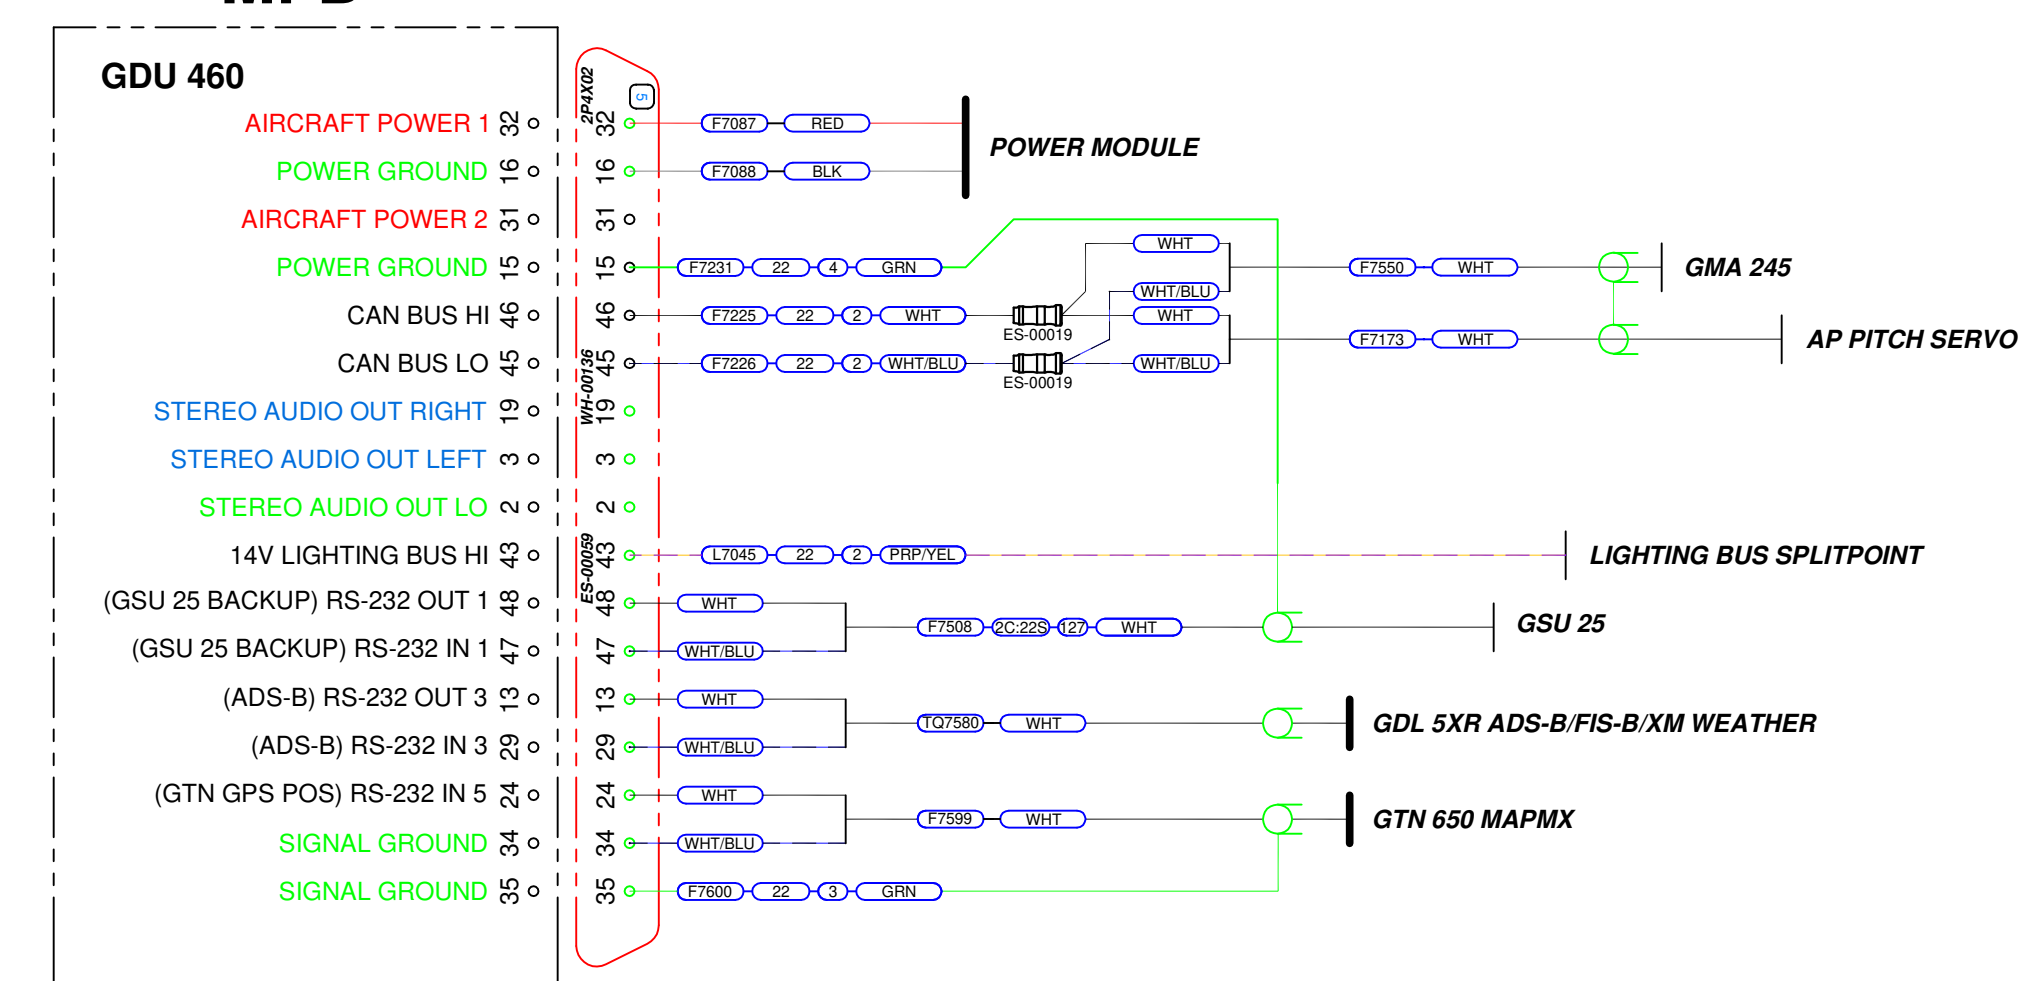 GDU 460
2P4X02
5
AIRCRAFT POWER 1 32 32 F7087 RED
POWER MODULE
POWER GROUND 16 16 F7088 BLK
AIRCRAFT POWER 2 31 31
WHT
POWER GROUND 15 15 F7231 22 4 GRN F7550 WHT GMA 245
WHT/BLU
CAN BUS HI 46 46 F7225 22 2 WHT WHT
ES-00019
F7173 WHT AP PITCH SERVO
CAN BUS LO 45 45 F7226 22 2 WHT/BLU WHT/BLU
ES-00019
WH-00136
STEREO AUDIO OUT RIGHT 19 19
STEREO AUDIO OUT LEFT 3 3
STEREO AUDIO OUT LO 2 2
14V LIGHTING BUS HI 43 43 L7045 22 2 PRP/YEL LIGHTING BUS SPLITPOINT
ES-00059
(GSU 25 BACKUP) RS-232 OUT 1 48 48 WHT
F7508 2C:22S 127 WHT GSU 25
(GSU 25 BACKUP) RS-232 IN 1 47 47 WHT/BLU
(ADS-B) RS-232 OUT 3 13 13 WHT
TQ7580 WHT GDL 5XR ADS-B/FIS-B/XM WEATHER
(ADS-B) RS-232 IN 3 29 29 WHT/BLU
(GTN GPS POS) RS-232 IN 5 24 24 WHT
F7599 WHT GTN 650 MAPMX
SIGNAL GROUND 34 34 WHT/BLU
SIGNAL GROUND 35 35 F7600 22 3 GRN